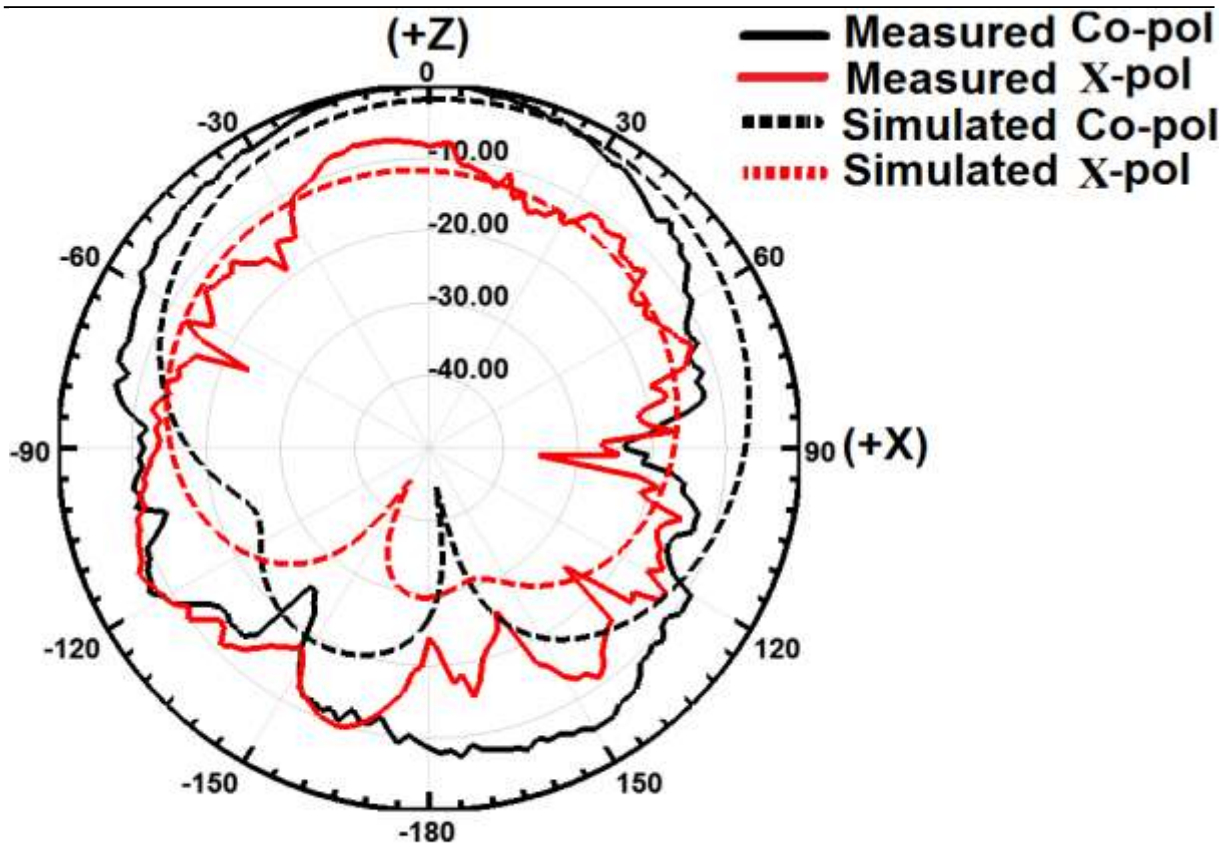 (+Z)
Measured Co-pol
Measured X-pol
Simulated Co-pol
Simulated X-pol
0
-30
30
-10.00
-20.00
-60
60
-30.00
-40.00
-90
90 (+X)
-120
120
-150
150
-180